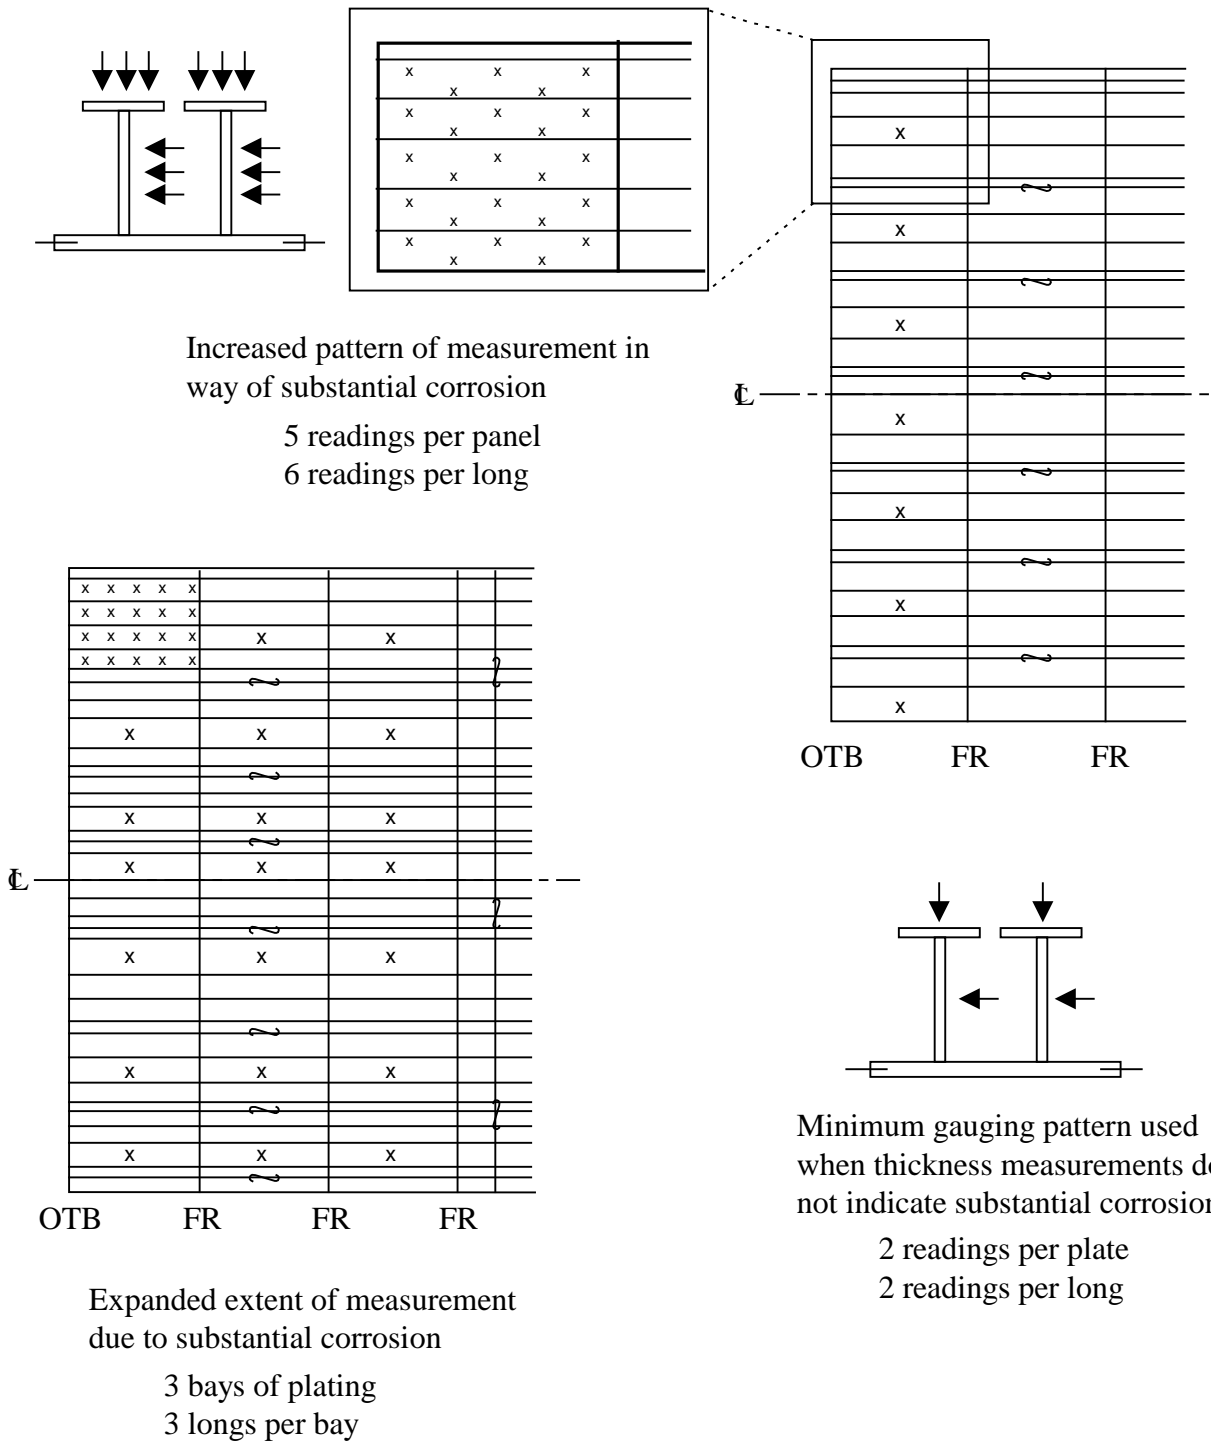 x x x
x x
x x x
x x
x x x
x x
x x x
x x
x x x
x x
Increased pattern of measurement in
way of substantial corrosion
5 readings per panel
6 readings per long
x
x
x
℄
x
x
x
x
OTB FR FR
x x x x x
x x x x x
x x x x x x x
x x x x x
x x x
x x x
x x x
℄
x x x
x x x
x x x
OTB FR FR FR
Expanded extent of measurement
due to substantial corrosion
3 bays of plating
3 longs per bay
Minimum gauging pattern used
when thickness measurements do
not indicate substantial corrosion
2 readings per plate
2 readings per long